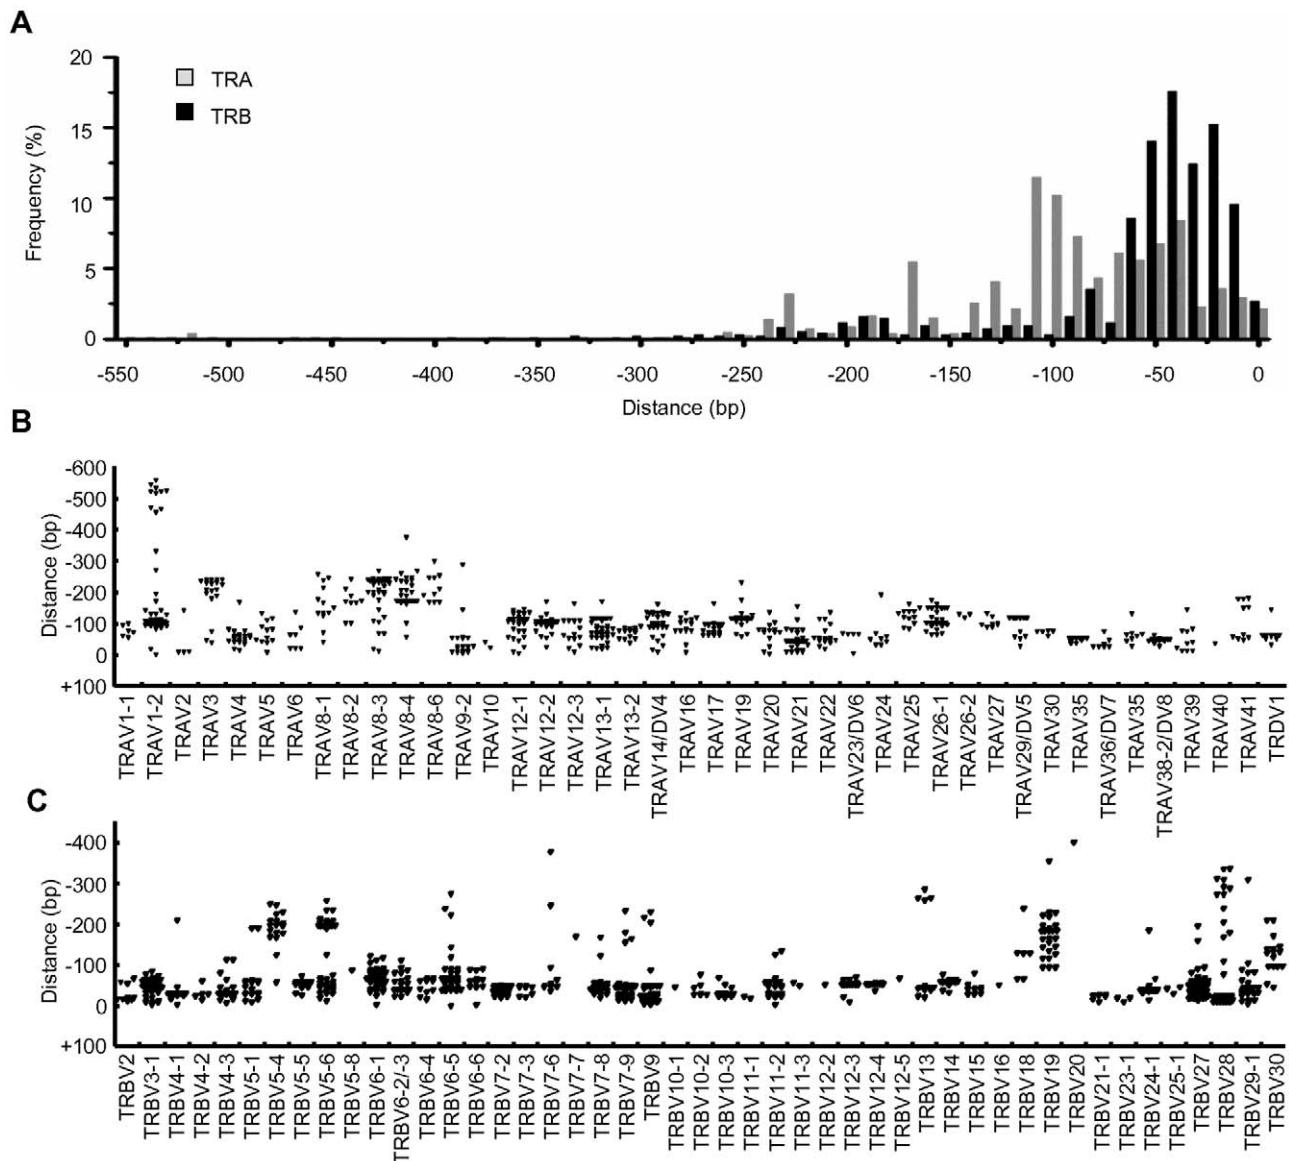 A
20
15
10
5
0
Frequency (%)
TRA
TRB
-550 -500 -450 -400 -350 -300 -250 -200 -150 -100 -50 0
Distance (bp)
B
-600
-500
-400
-300
-200
-100
0
+100
Distance (bp)
TRAV1-1
TRAV1-2
TRAV2
TRAV3
TRAV4
TRAV5
TRAV6
TRAV8-1
TRAV8-2
TRAV8-3
TRAV8-4
TRAV8-6
TRAV9-2
TRAV10
TRAV12-1
TRAV12-2
TRAV12-3
TRAV13-1
TRAV13-2
TRAV14/DV4
TRAV16
TRAV17
TRAV19
TRAV20
TRAV21
TRAV22
TRAV23/DV6
TRAV24
TRAV25
TRAV26-1
TRAV26-2
TRAV27
TRAV29/DV5
TRAV30
TRAV35
TRAV36/DV7
TRAV35
TRAV38-2/DV8
TRAV39
TRAV40
TRAV41
TRDV1
C
-400
-300
-200
-100
0
+100
Distance (bp)
TRBV2
TRBV3-1
TRBV4-1
TRBV4-2
TRBV4-3
TRBV5-1
TRBV5-4
TRBV5-5
TRBV5-6
TRBV5-8
TRBV6-1
TRBV6-2/-3
TRBV6-4
TRBV6-5
TRBV6-6
TRBV7-2
TRBV7-3
TRBV7-6
TRBV7-7
TRBV7-8
TRBV7-9
TRBV9
TRBV10-1
TRBV10-2
TRBV10-3
TRBV11-1
TRBV11-2
TRBV11-3
TRBV12-2
TRBV12-3
TRBV12-4
TRBV12-5
TRBV13
TRBV14
TRBV15
TRBV16
TRBV18
TRBV19
TRBV20
TRBV21-1
TRBV23-1
TRBV24-1
TRBV25-1
TRBV27
TRBV28
TRBV29-1
TRBV30